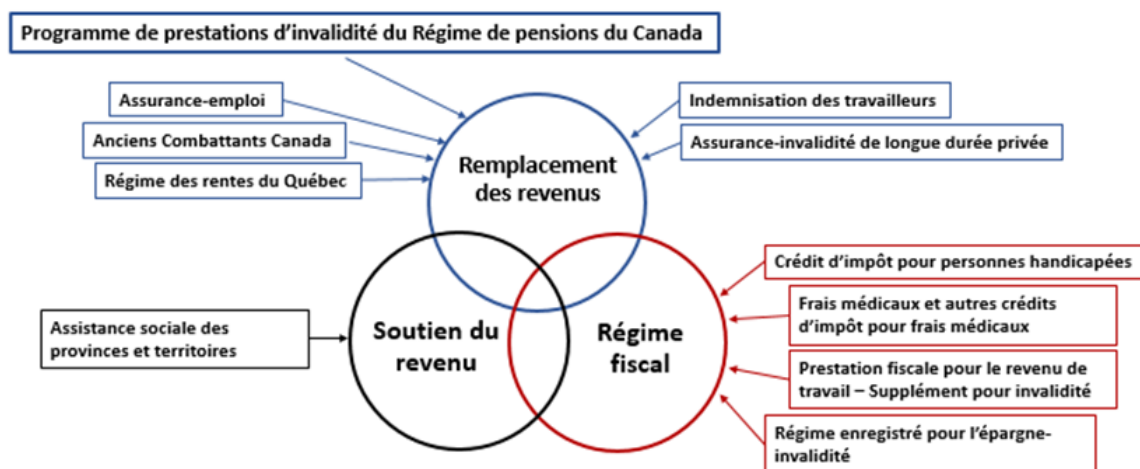 Programme de prestations d’invalidité du Régime de pensions du Canada
Assurance-emploi
Anciens Combattants Canada
Régime des rentes du Québec
Indemnisation des travailleurs
Assurance-invalidité de longue durée privée
Remplacement
des revenus
Soutien du
revenu
Régime
fiscal
Assistance sociale des
provinces et territoires
Crédit d’impôt pour personnes handicapées
Frais médicaux et autres crédits
d’impôt pour frais médicaux
Prestation fiscale pour le revenu de
travail – Supplément pour invalidité
Régime enregistré pour l’épargne-
invalidité